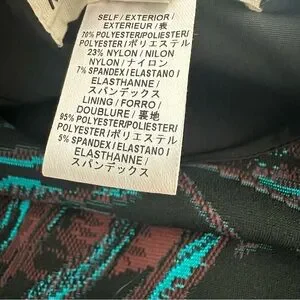 SELF / EXTERIOR /
EXTERIEUR / 表
70% POLYESTER/POLIESTER/
POLYESTER / ポリエステル
23% NYLON / NILON
NYLON / ナイロン
7% SPANDEX / ELASTANO /
ELASTHANNE /
スパンデックス
LINING / FORRO /
DOUBLURE / 裏地
95% POLYESTER/POLIESTER/
POLYESTER/ポリエステル
5% SPANDEX / ELASTANO /
ELASTHANNE /
スパンデックス